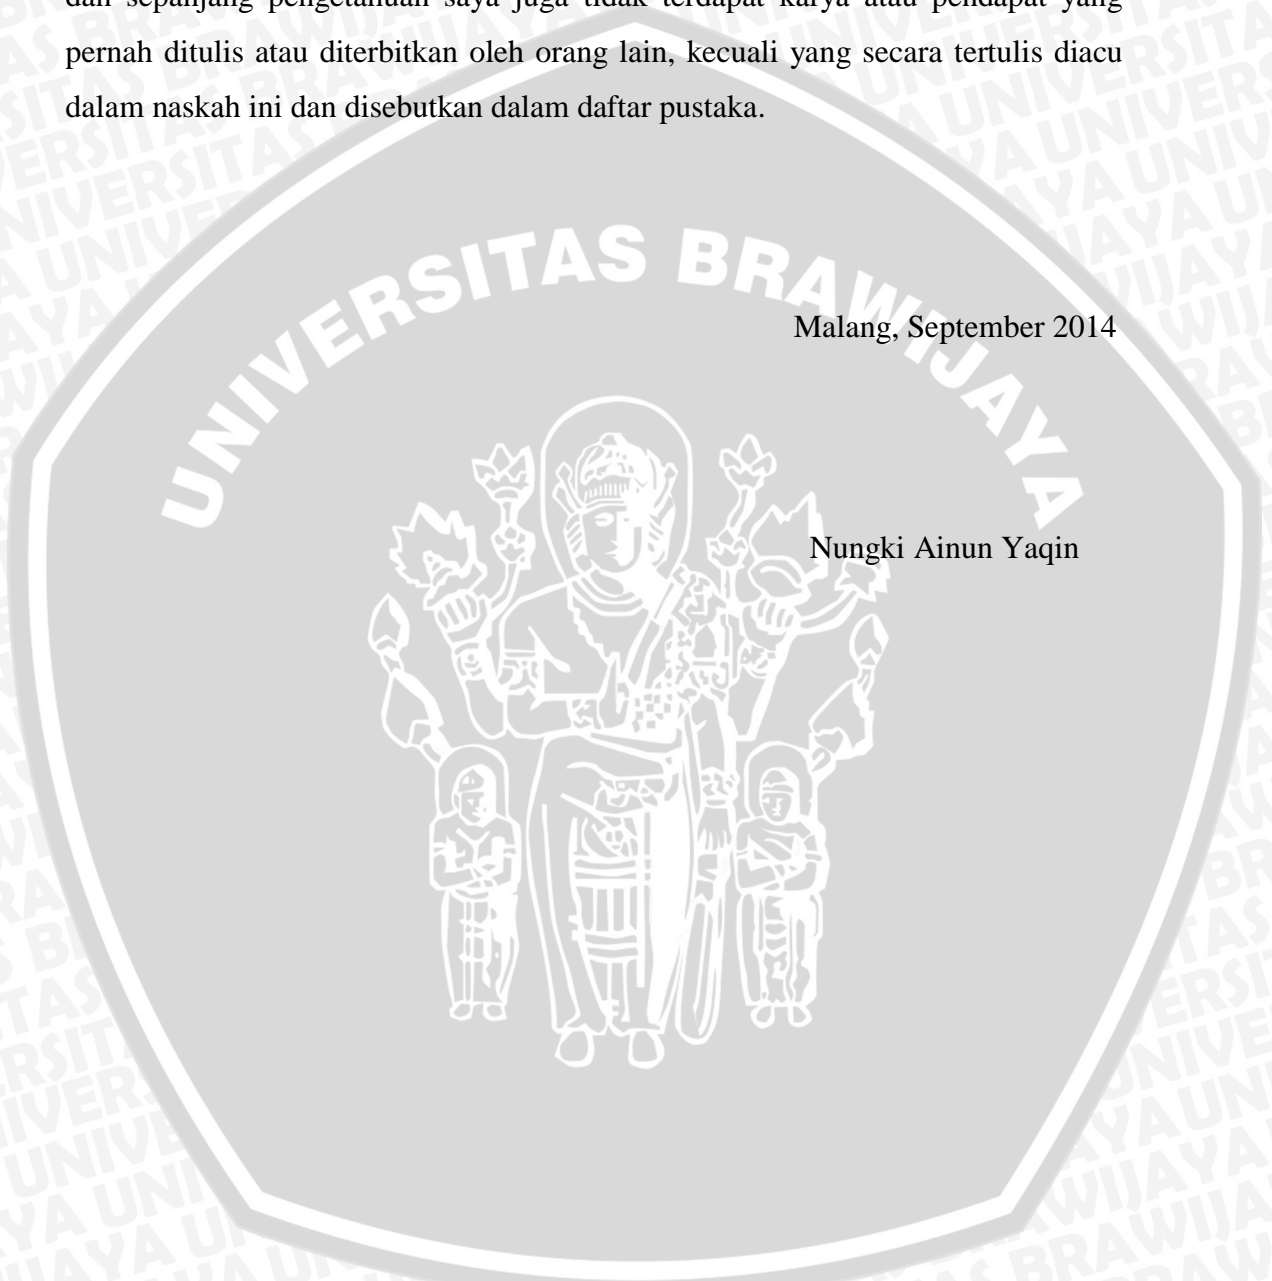 dan sepanjang pengetahuan saya juga tidak terdapat karya atau pendapat yang
pernah ditulis atau diterbitkan oleh orang lain, kecuali yang secara tertulis diacu
dalam naskah ini dan disebutkan dalam daftar pustaka.
UNIVERSITAS BRAWIJAYA
Malang, September 2014
Nungki Ainun Yaqin